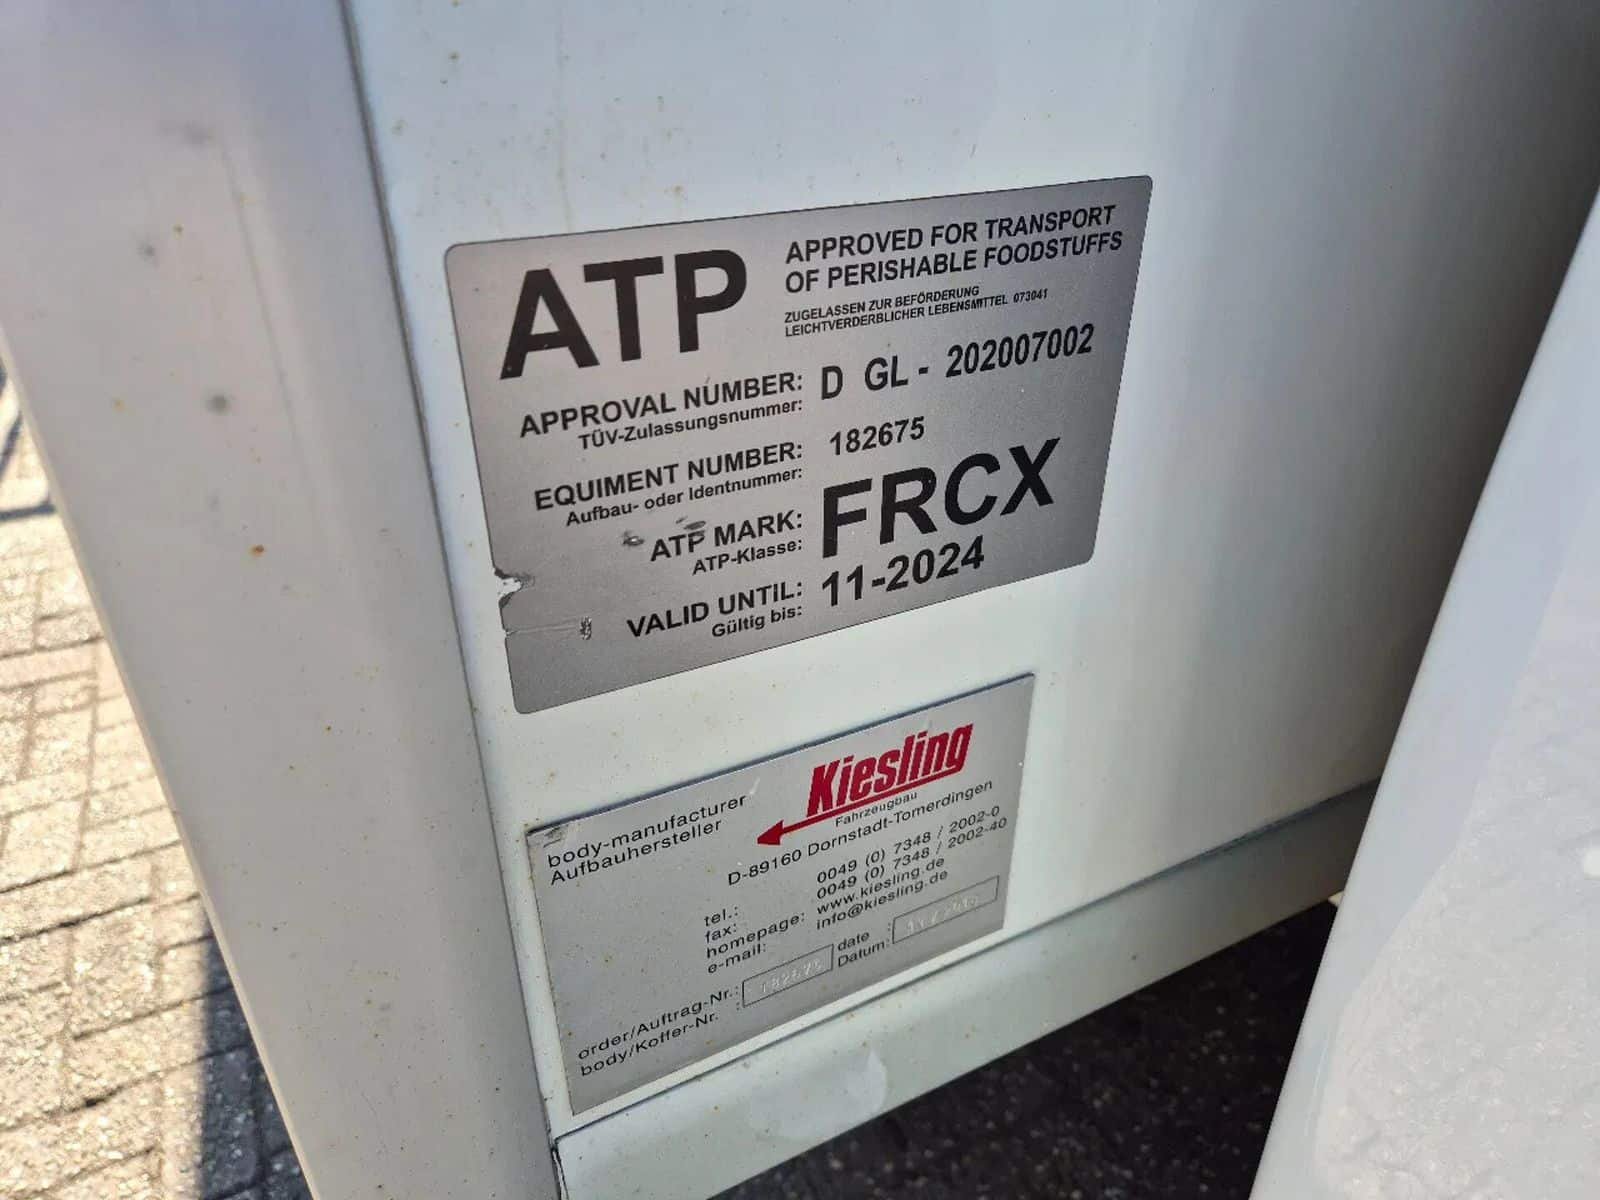 ATP
APPROVED FOR TRANSPORT
OF PERISHABLE FOODSTUFFS
ZUGELASSEN ZUR BEFÖRDERUNG
LEICHTVERDERBLICHER LEBENSMITTEL 073041
APPROVAL NUMBER: D GL - 202007002
TÜV-Zulassungsnummer:
EQUIMENT NUMBER: 182675
Aufbau- oder Identnummer:
ATP MARK: FRCX
ATP-Klasse:
VALID UNTIL: 11-2024
Gültig bis:
body-manufacturer
Aufbauhersteller
Kiesling
Fahrzeugbau
D-89160 Dornstadt-Tomerdingen
tel.: 0049 (0) 7348 / 2002-0
fax: 0049 (0) 7348 / 2002-40
homepage: www.kiesling.de
e-mail: info@kiesling.de
order/Auftrag-Nr.: 182675 date :
body/Koffer-Nr. : Datum: